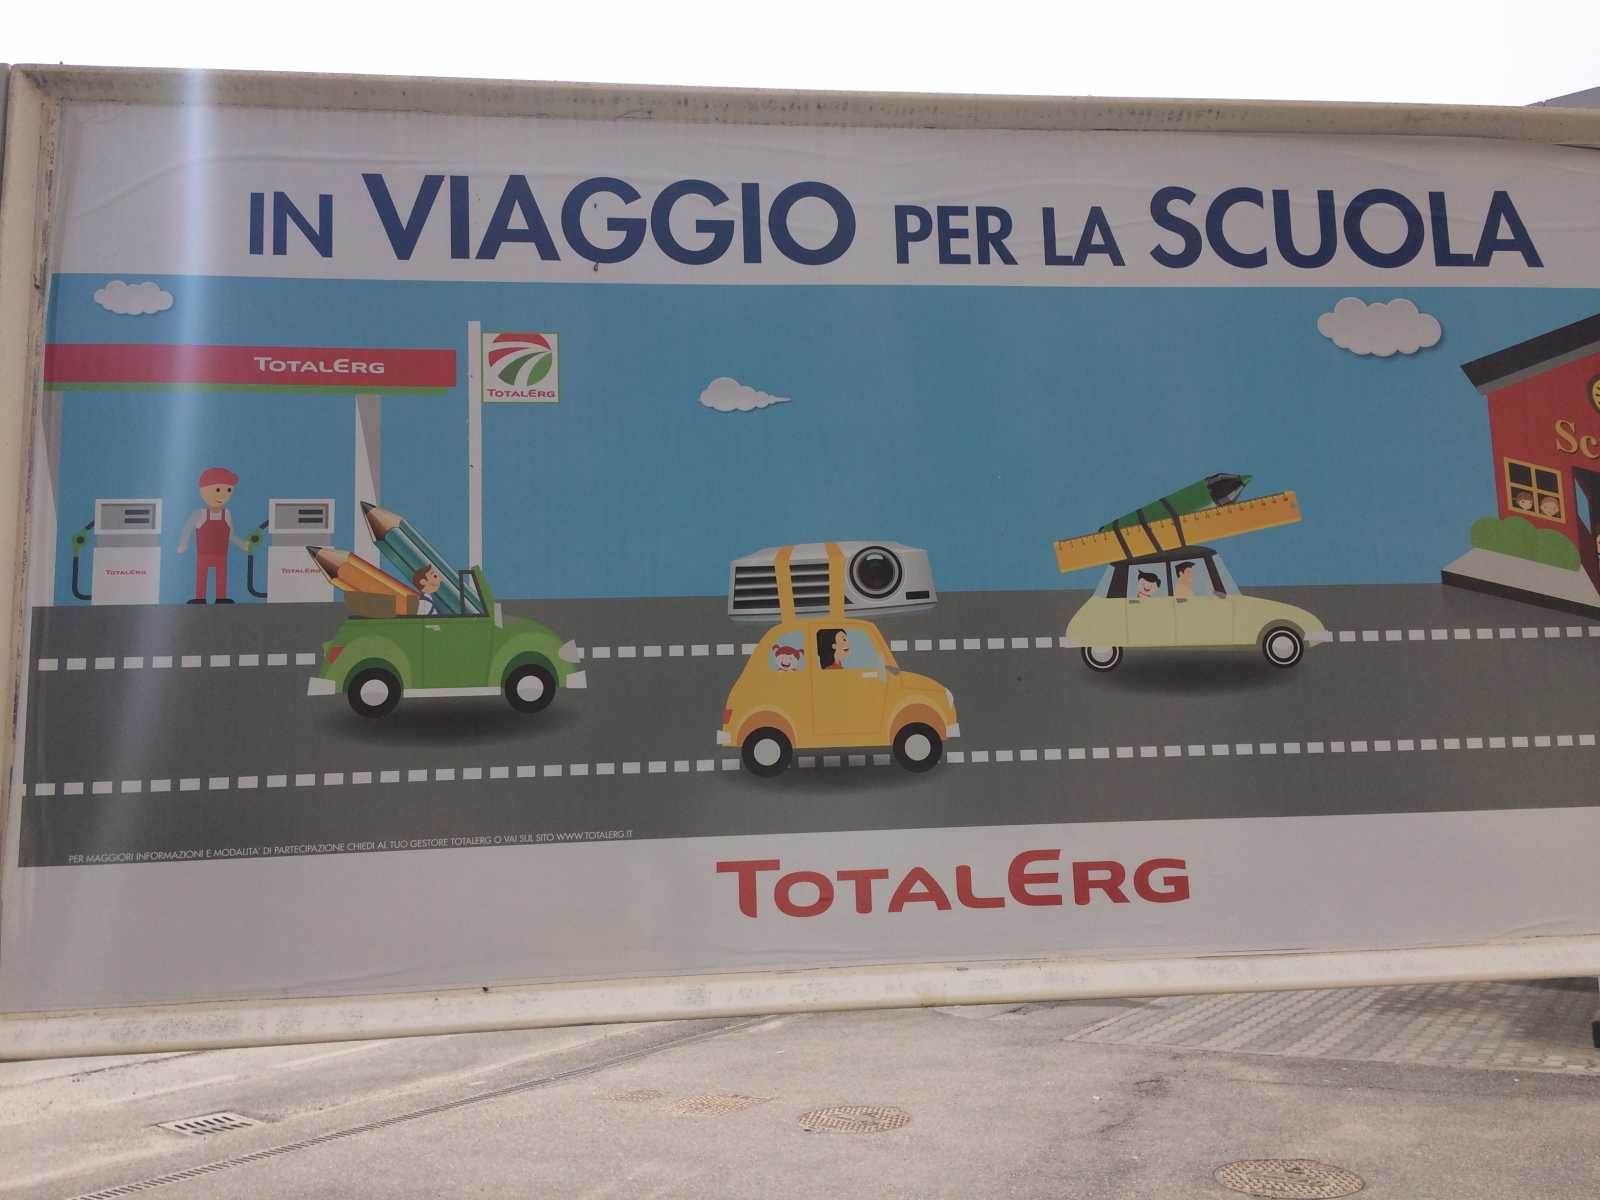 IN VIAGGIO PER LA SCUOLA
TOTALERG
TOTALERG
TOTALERG
TOTALERG
PER MAGGIORI INFORMAZIONI E MODALITA' DI PARTECIPAZIONE CHIEDI AL TUO GESTORE TOTALERG O VAI SUL SITO WWW.TOTALERG.IT
TOTALERG